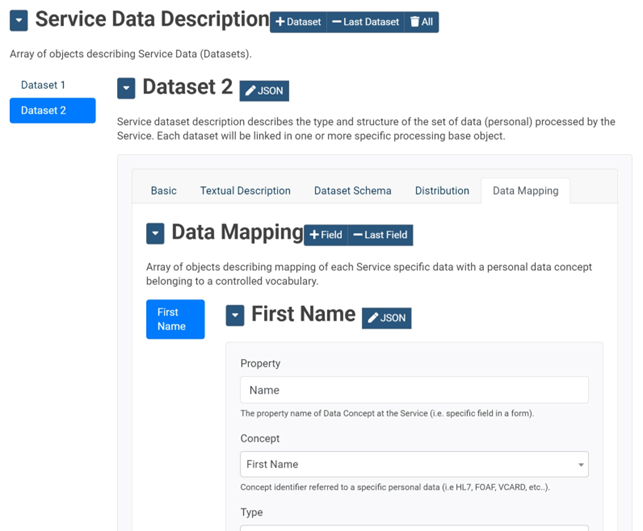 Service Data Description + Dataset − Last Dataset All
Array of objects describing Service Data (Datasets).
Dataset 1
Dataset 2
Dataset 2 JSON
Service dataset description describes the type and structure of the set of data (personal) processed by the
Service. Each dataset will be linked in one or more specific processing base object.
Basic Textual Description Dataset Schema Distribution Data Mapping
Data Mapping + Field − Last Field
Array of objects describing mapping of each Service specific data with a personal data concept
belonging to a controlled vocabulary.
First
Name
First Name JSON
Property
Name
The property name of Data Concept at the Service (i.e. specific field in a form).
Concept
First Name
Concept identifier referred to a specific personal data (i.e HL7, FOAF, VCARD, etc..).
Type